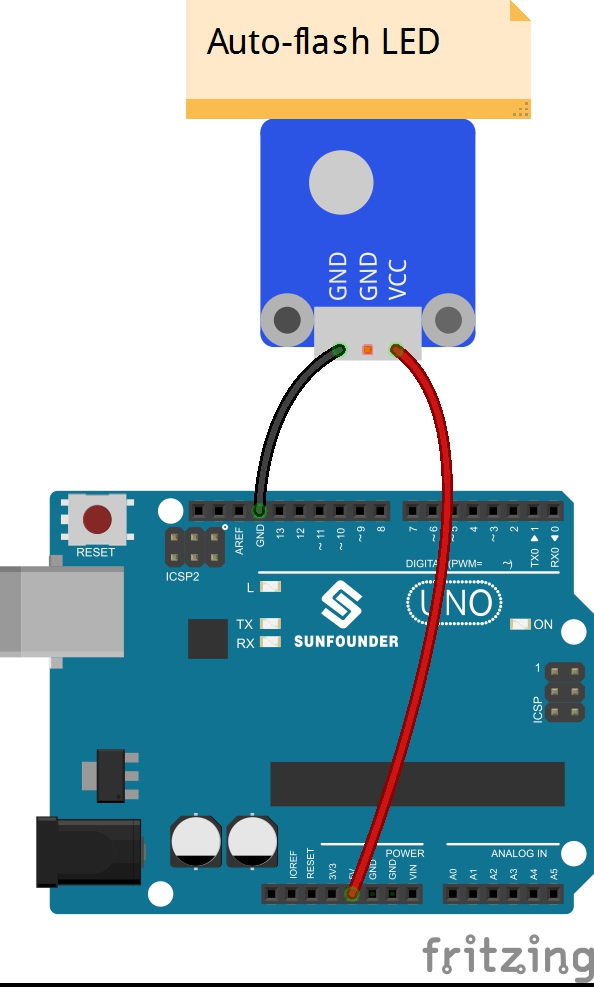 Auto-flash LED
GND
GND
VCC
RESET
ICSP2
AREF
GND
13
12
~11
~10
~9
8
7
~6
~5
4
~3
2
TX0 ▶ 1
RX0 ◀ 0
DIGITAL (PWM=
L
TX
RX
SUNFOUNDER
UNO
ON
1
ICSP
IOREF
RESET
3V3
5V
GND
GND
VIN
POWER
ANALOG IN
A0
A1
A2
A3
A4
A5
fritzing